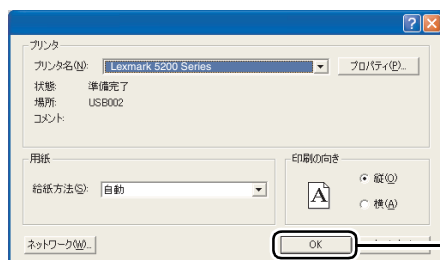 プリンタ
プリンタ名(N): Lexmark 5200 Series プロパティ(P)...
状態: 準備完了
場所: USB002
コメント:
用紙
給紙方法(S): 自動
印刷の向き
A
縦(O)
横(A)
ネットワーク(W)...
OK